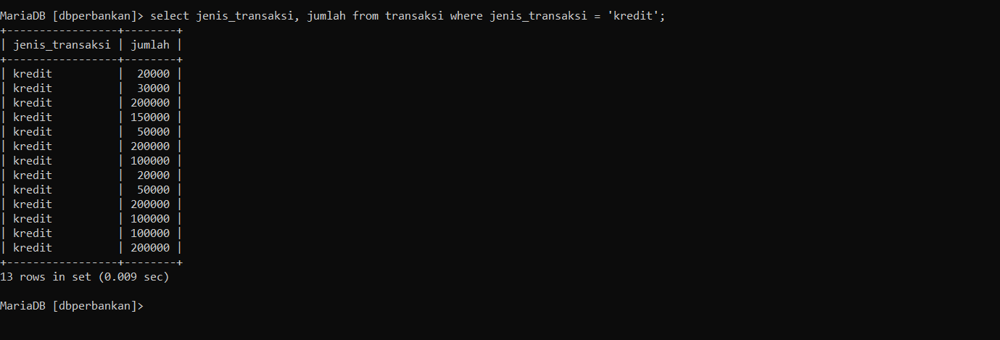 MariaDB [dbperbankan]> select jenis_transaksi, jumlah from transaksi where jenis_transaksi = 'kredit';
+-----------------+--------+
| jenis_transaksi | jumlah |
+-----------------+--------+
| kredit          |  20000 |
| kredit          |  30000 |
| kredit          | 200000 |
| kredit          | 150000 |
| kredit          |  50000 |
| kredit          | 200000 |
| kredit          | 100000 |
| kredit          |  20000 |
| kredit          |  50000 |
| kredit          | 200000 |
| kredit          | 100000 |
| kredit          | 100000 |
| kredit          | 200000 |
+-----------------+--------+
13 rows in set (0.009 sec)
MariaDB [dbperbankan]>